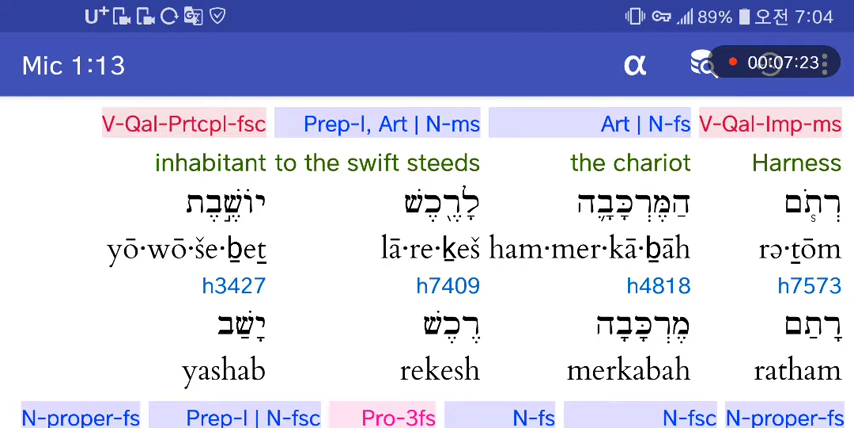 U+ 89% 오전 7:04
Mic 1:13 α 00:07:23
V-Qal-Prtcpl-fsc Prep-l, Art | N-ms Art | N-fs V-Qal-Imp-ms
inhabitant to the swift steeds the chariot Harness
רְתֹ֧ם הַמֶּרְכָּבָ֛ה לָרֶ֖כֶשׁ יוֹשֶׁ֣בֶת
yō·wō·še·ḇeṯ lā·re·ḵeš ham·mer·kā·ḇāh rə·ṯōm
h3427 h7409 h4818 h7573
רָתַם מֶרְכָּבָה רֶכֶשׁ יָשַׁב
yashab rekesh merkabah ratham
N-proper-fs Prep-l | N-fsc Pro-3fs N-fs N-fsc N-proper-fs